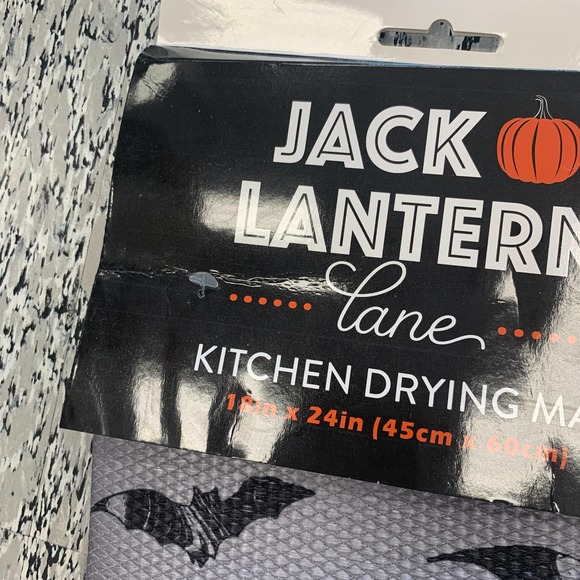 JACK O
LANTERN
lane
KITCHEN DRYING MA
18in x 24in (45cm x 60cm)